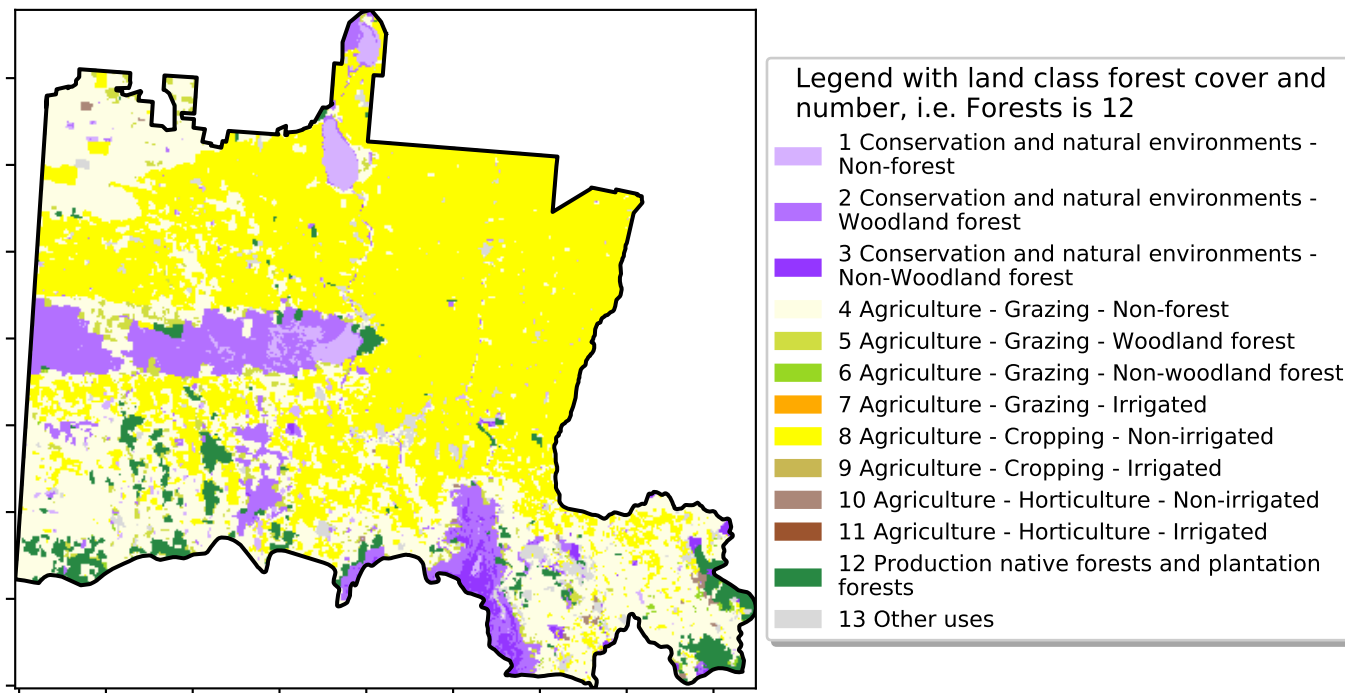 Legend with land class forest cover and
number, i.e. Forests is 12
1 Conservation and natural environments -
Non-forest
2 Conservation and natural environments -
Woodland forest
3 Conservation and natural environments -
Non-Woodland forest
4 Agriculture - Grazing - Non-forest
5 Agriculture - Grazing - Woodland forest
6 Agriculture - Grazing - Non-woodland forest
7 Agriculture - Grazing - Irrigated
8 Agriculture - Cropping - Non-irrigated
9 Agriculture - Cropping - Irrigated
10 Agriculture - Horticulture - Non-irrigated
11 Agriculture - Horticulture - Irrigated
12 Production native forests and plantation
forests
13 Other uses